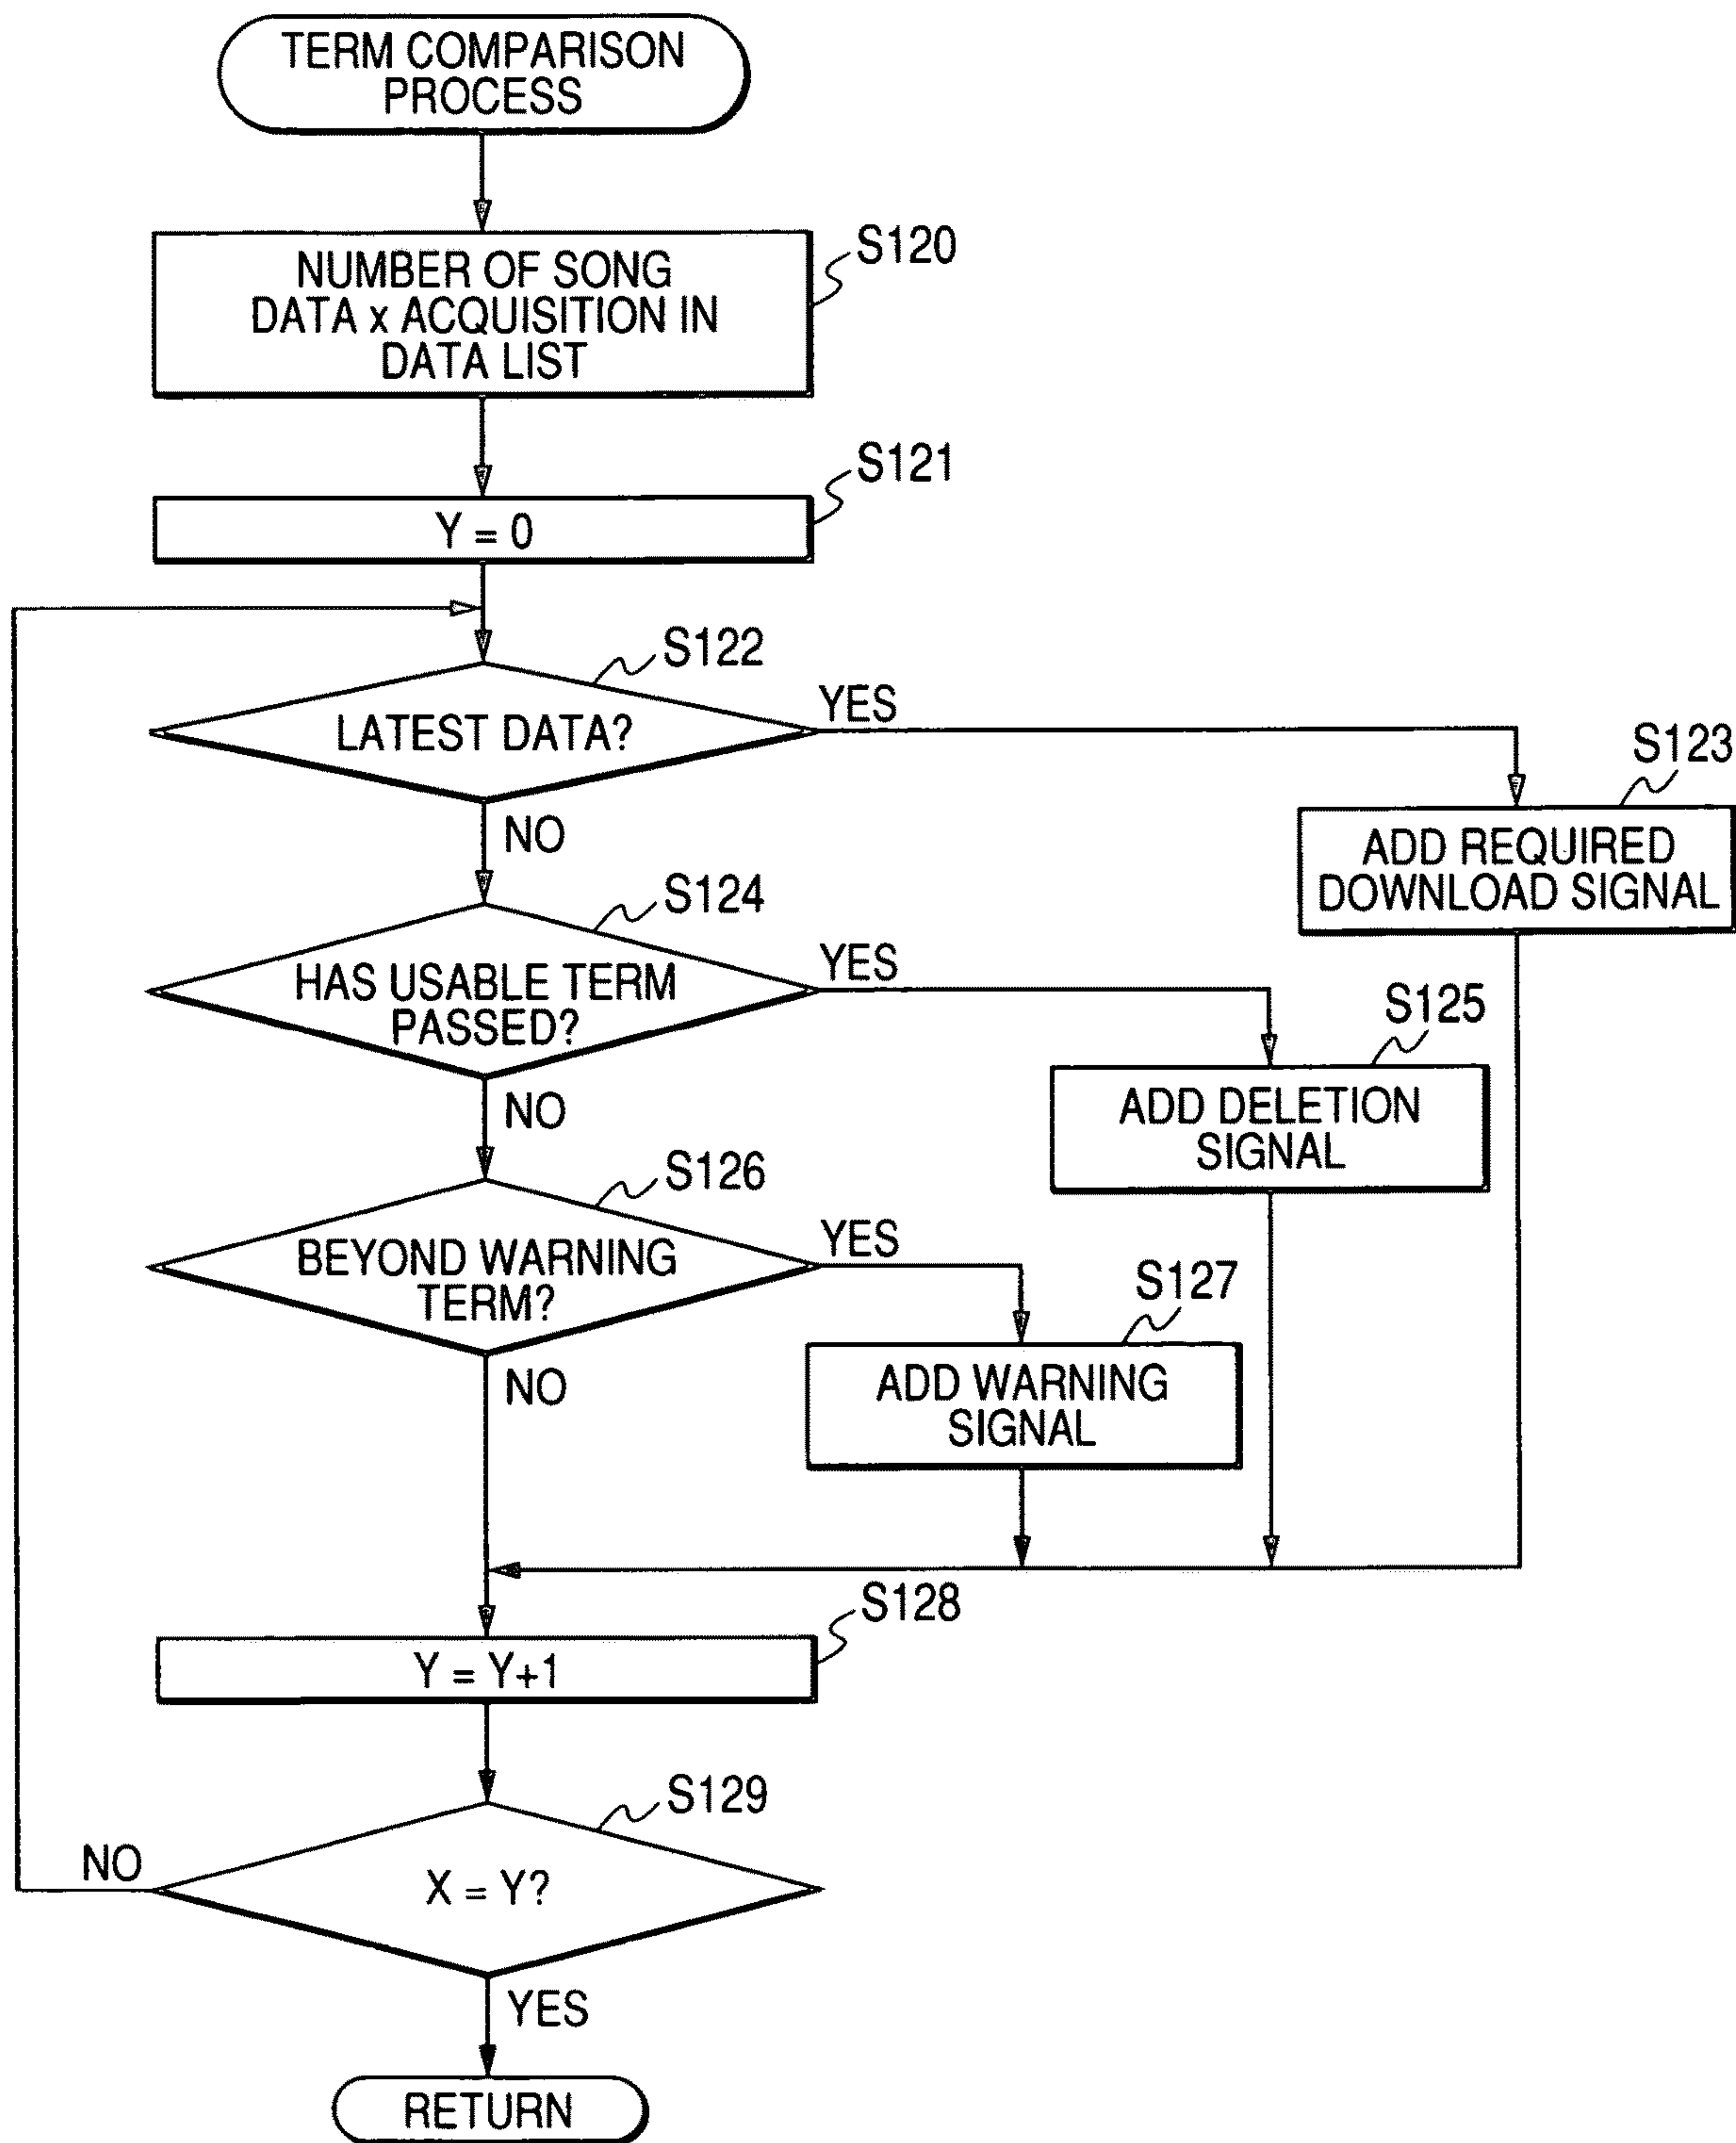 TERM COMPARISON
PROCESS
S120
NUMBER OF SONG
DATA x ACQUISITION IN
DATA LIST
S121
Y = 0
S122
LATEST DATA?
YES
NO
S123
ADD REQUIRED
DOWNLOAD SIGNAL
S124
HAS USABLE TERM
PASSED?
YES
NO
S125
ADD DELETION
SIGNAL
S126
BEYOND WARNING
TERM?
YES
NO
S127
ADD WARNING
SIGNAL
S128
Y = Y+1
S129
X = Y?
NO
YES
RETURN